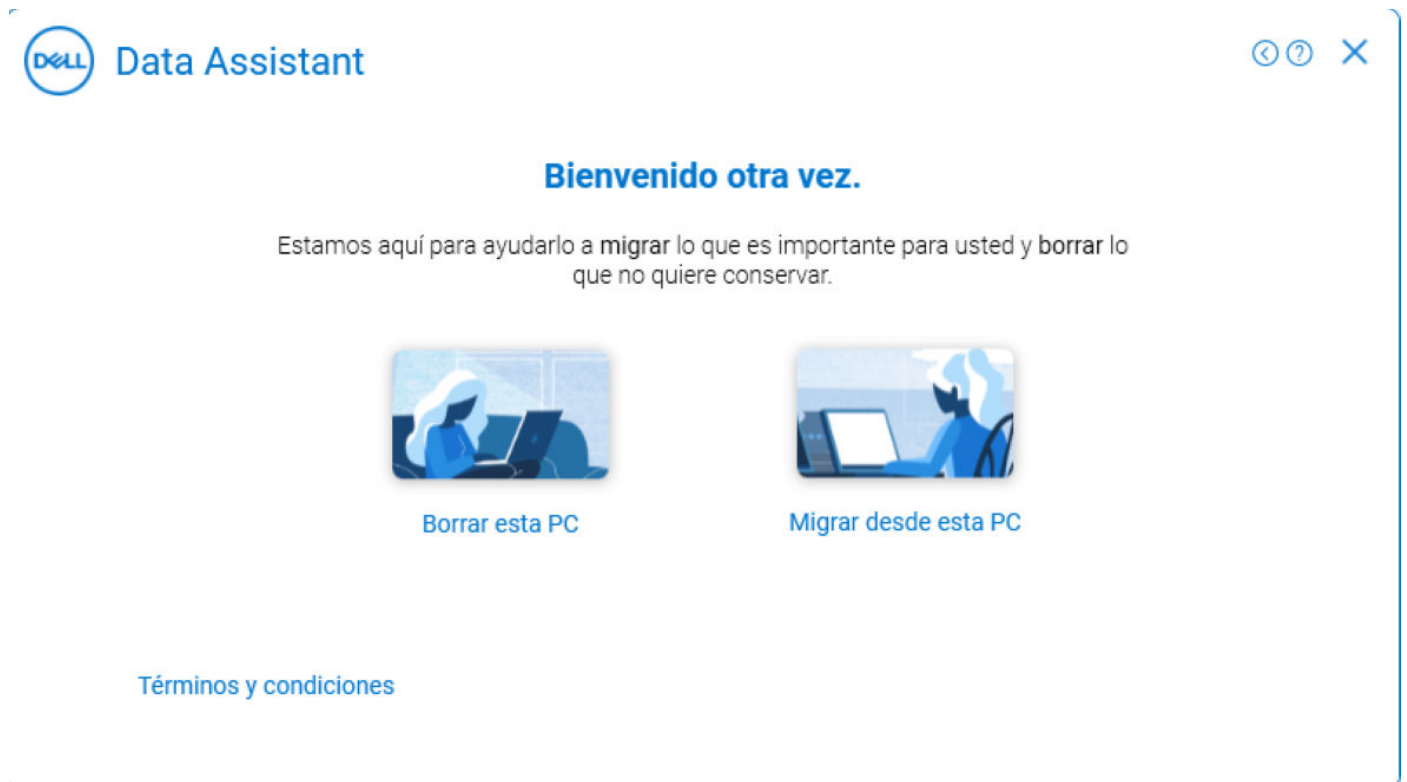 DELL Data Assistant
Bienvenido otra vez.
Estamos aquí para ayudarlo a migrar lo que es importante para usted y borrar lo
que no quiere conservar.
Borrar esta PC
Migrar desde esta PC
Términos y condiciones